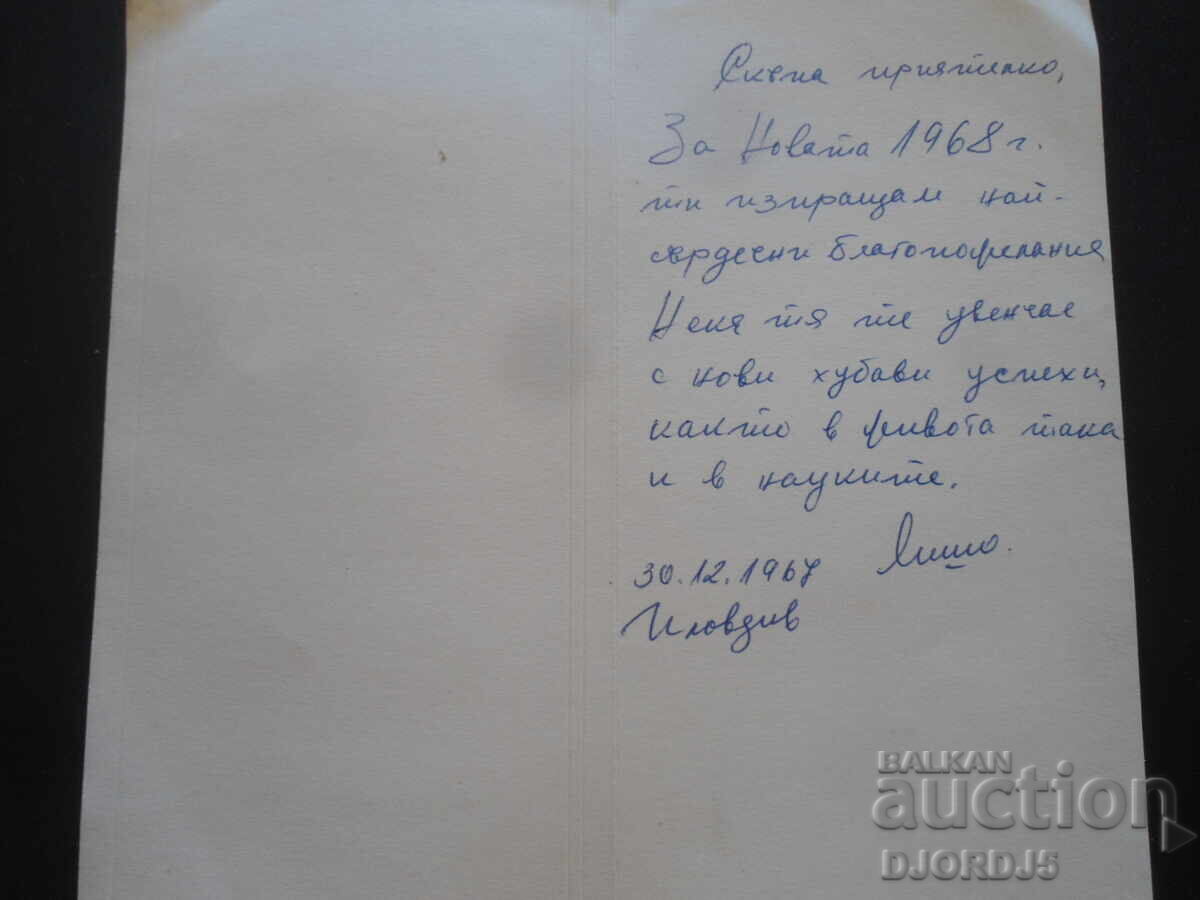 Скъпа приятелко,
За Новата 1968 г.
ти изпращам най-
сърдечни благопожелания
Нека тя те увенчае
с нови хубави успехи,
както в живота така
и в науките.
30.12.1967
Пловдив
BALKAN
auction
DJORDJ5